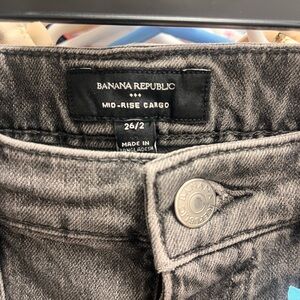 BANANA REPUBLIC
MID-RISE CARGO
26/2
MADE IN
BANGLADESH